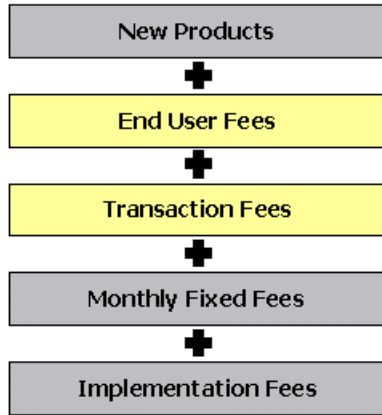 New Products
+
End User Fees
+
Transaction Fees
+
Monthly Fixed Fees
+
Implementation Fees